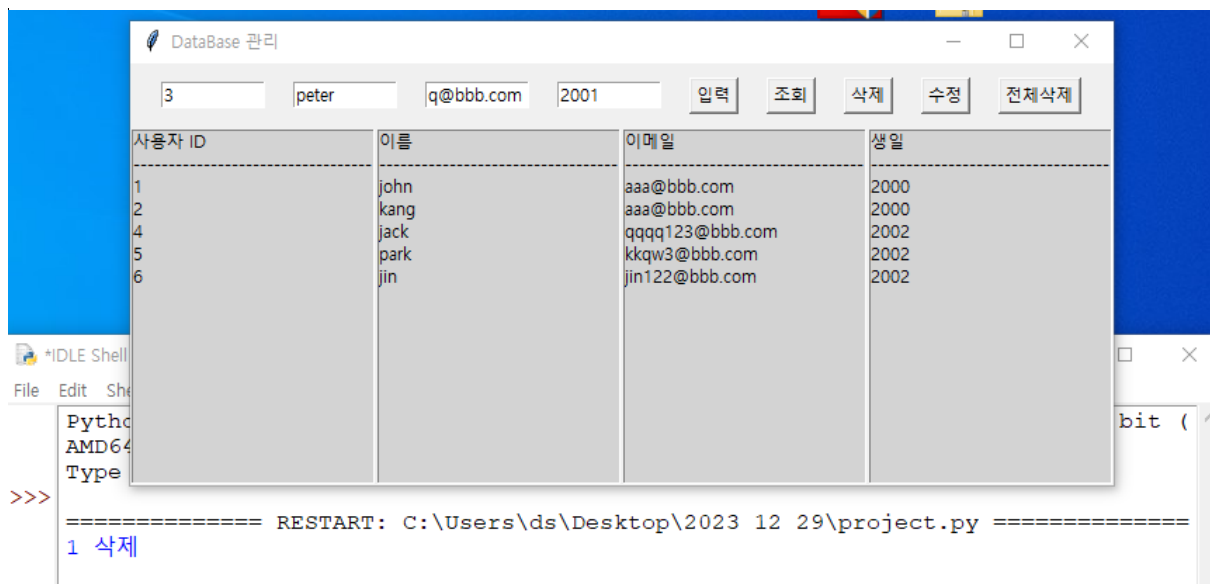 DataBase 관리
3 peter q@bbb.com 2001 입력 조회 삭제 수정 전체삭제
사용자 ID 이름 이메일 생일
--------------------------------------------------------------------------------
1 john aaa@bbb.com 2000
2 kang aaa@bbb.com 2000
4 jack qqqq123@bbb.com 2002
5 park kkqw3@bbb.com 2002
6 jin jin122@bbb.com 2002
*IDLE Shell
File Edit
bit (
AMD64
Type
>>>
============== RESTART: C:\Users\ds\Desktop\2023 12 29\project.py ==============
1 삭제